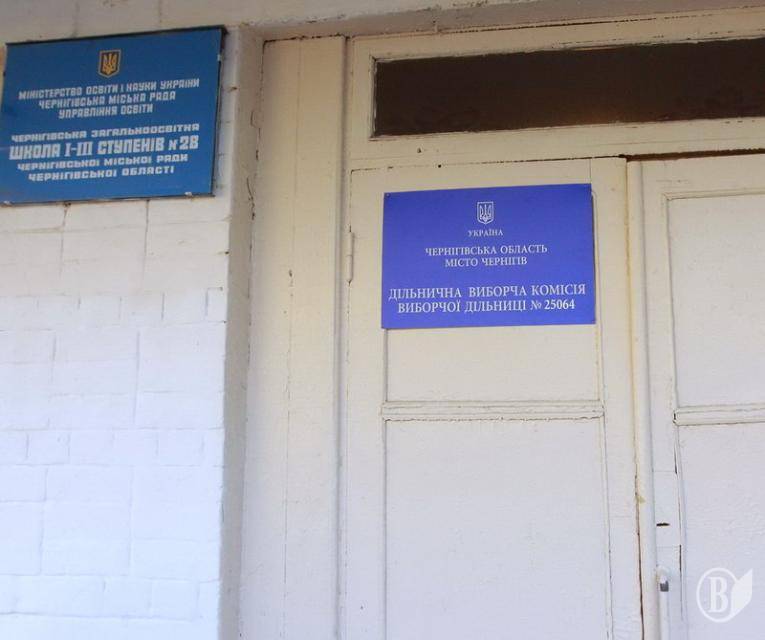 МІНІСТЕРСТВО ОСВІТИ І НАУКИ УКРАЇНИ
ЧЕРНІГІВСЬКА МІСЬКА РАДА
УПРАВЛІННЯ ОСВІТИ
ЧЕРНІГІВСЬКА ЗАГАЛЬНООСВІТНЯ
ШКОЛА І-ІІІ СТУПЕНІВ №28
ЧЕРНІГІВСЬКОЇ МІСЬКОЇ РАДИ
ЧЕРНІГІВСЬКОЇ ОБЛАСТІ
УКРАЇНА
ЧЕРНІГІВСЬКА ОБЛАСТЬ
МІСТО ЧЕРНІГІВ
ДІЛЬНИЧНА ВИБОРЧА КОМІСІЯ
ВИБОРЧОЇ ДІЛЬНИЦІ № 25064
В